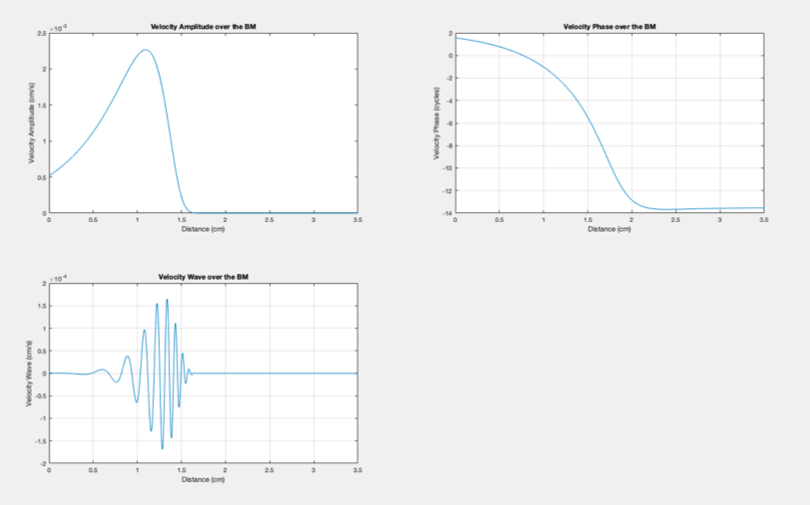 Velocity Amplitude over the BM
×10⁻³
2.5
2
1.5
1
0.5
0
Velocity Amplitude (cm/s)
0 0.5 1 1.5 2 2.5 3 3.5
Distance (cm)
Velocity Phase over the BM
2
0
-2
-4
-6
-8
-10
-12
-14
Velocity Phase (cycles)
0 0.5 1 1.5 2 2.5 3 3.5
Distance (cm)
Velocity Wave over the BM
×10⁻⁴
2
1.5
1
0.5
0
-0.5
-1
-1.5
-2
Velocity Wave (cm/s)
0 0.5 1 1.5 2 2.5 3 3.5
Distance (cm)